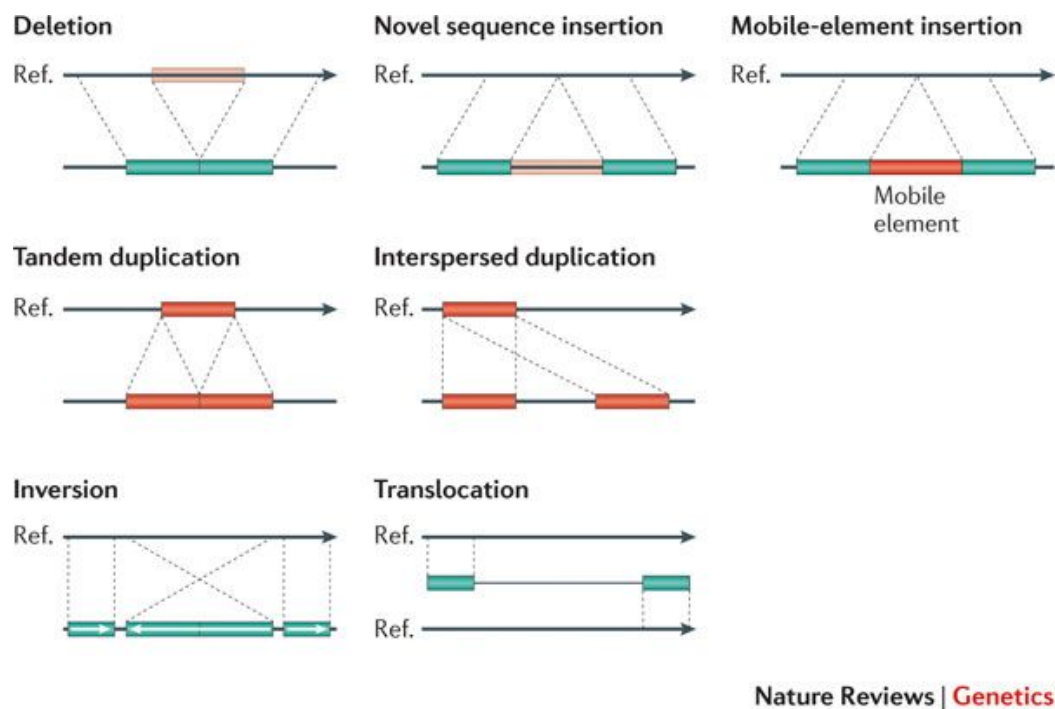 Deletion
Novel sequence insertion
Mobile-element insertion
Ref.
Ref.
Ref.
Mobile
element
Tandem duplication
Interspersed duplication
Ref.
Ref.
Inversion
Translocation
Ref.
Ref.
Ref.
Nature Reviews | Genetics